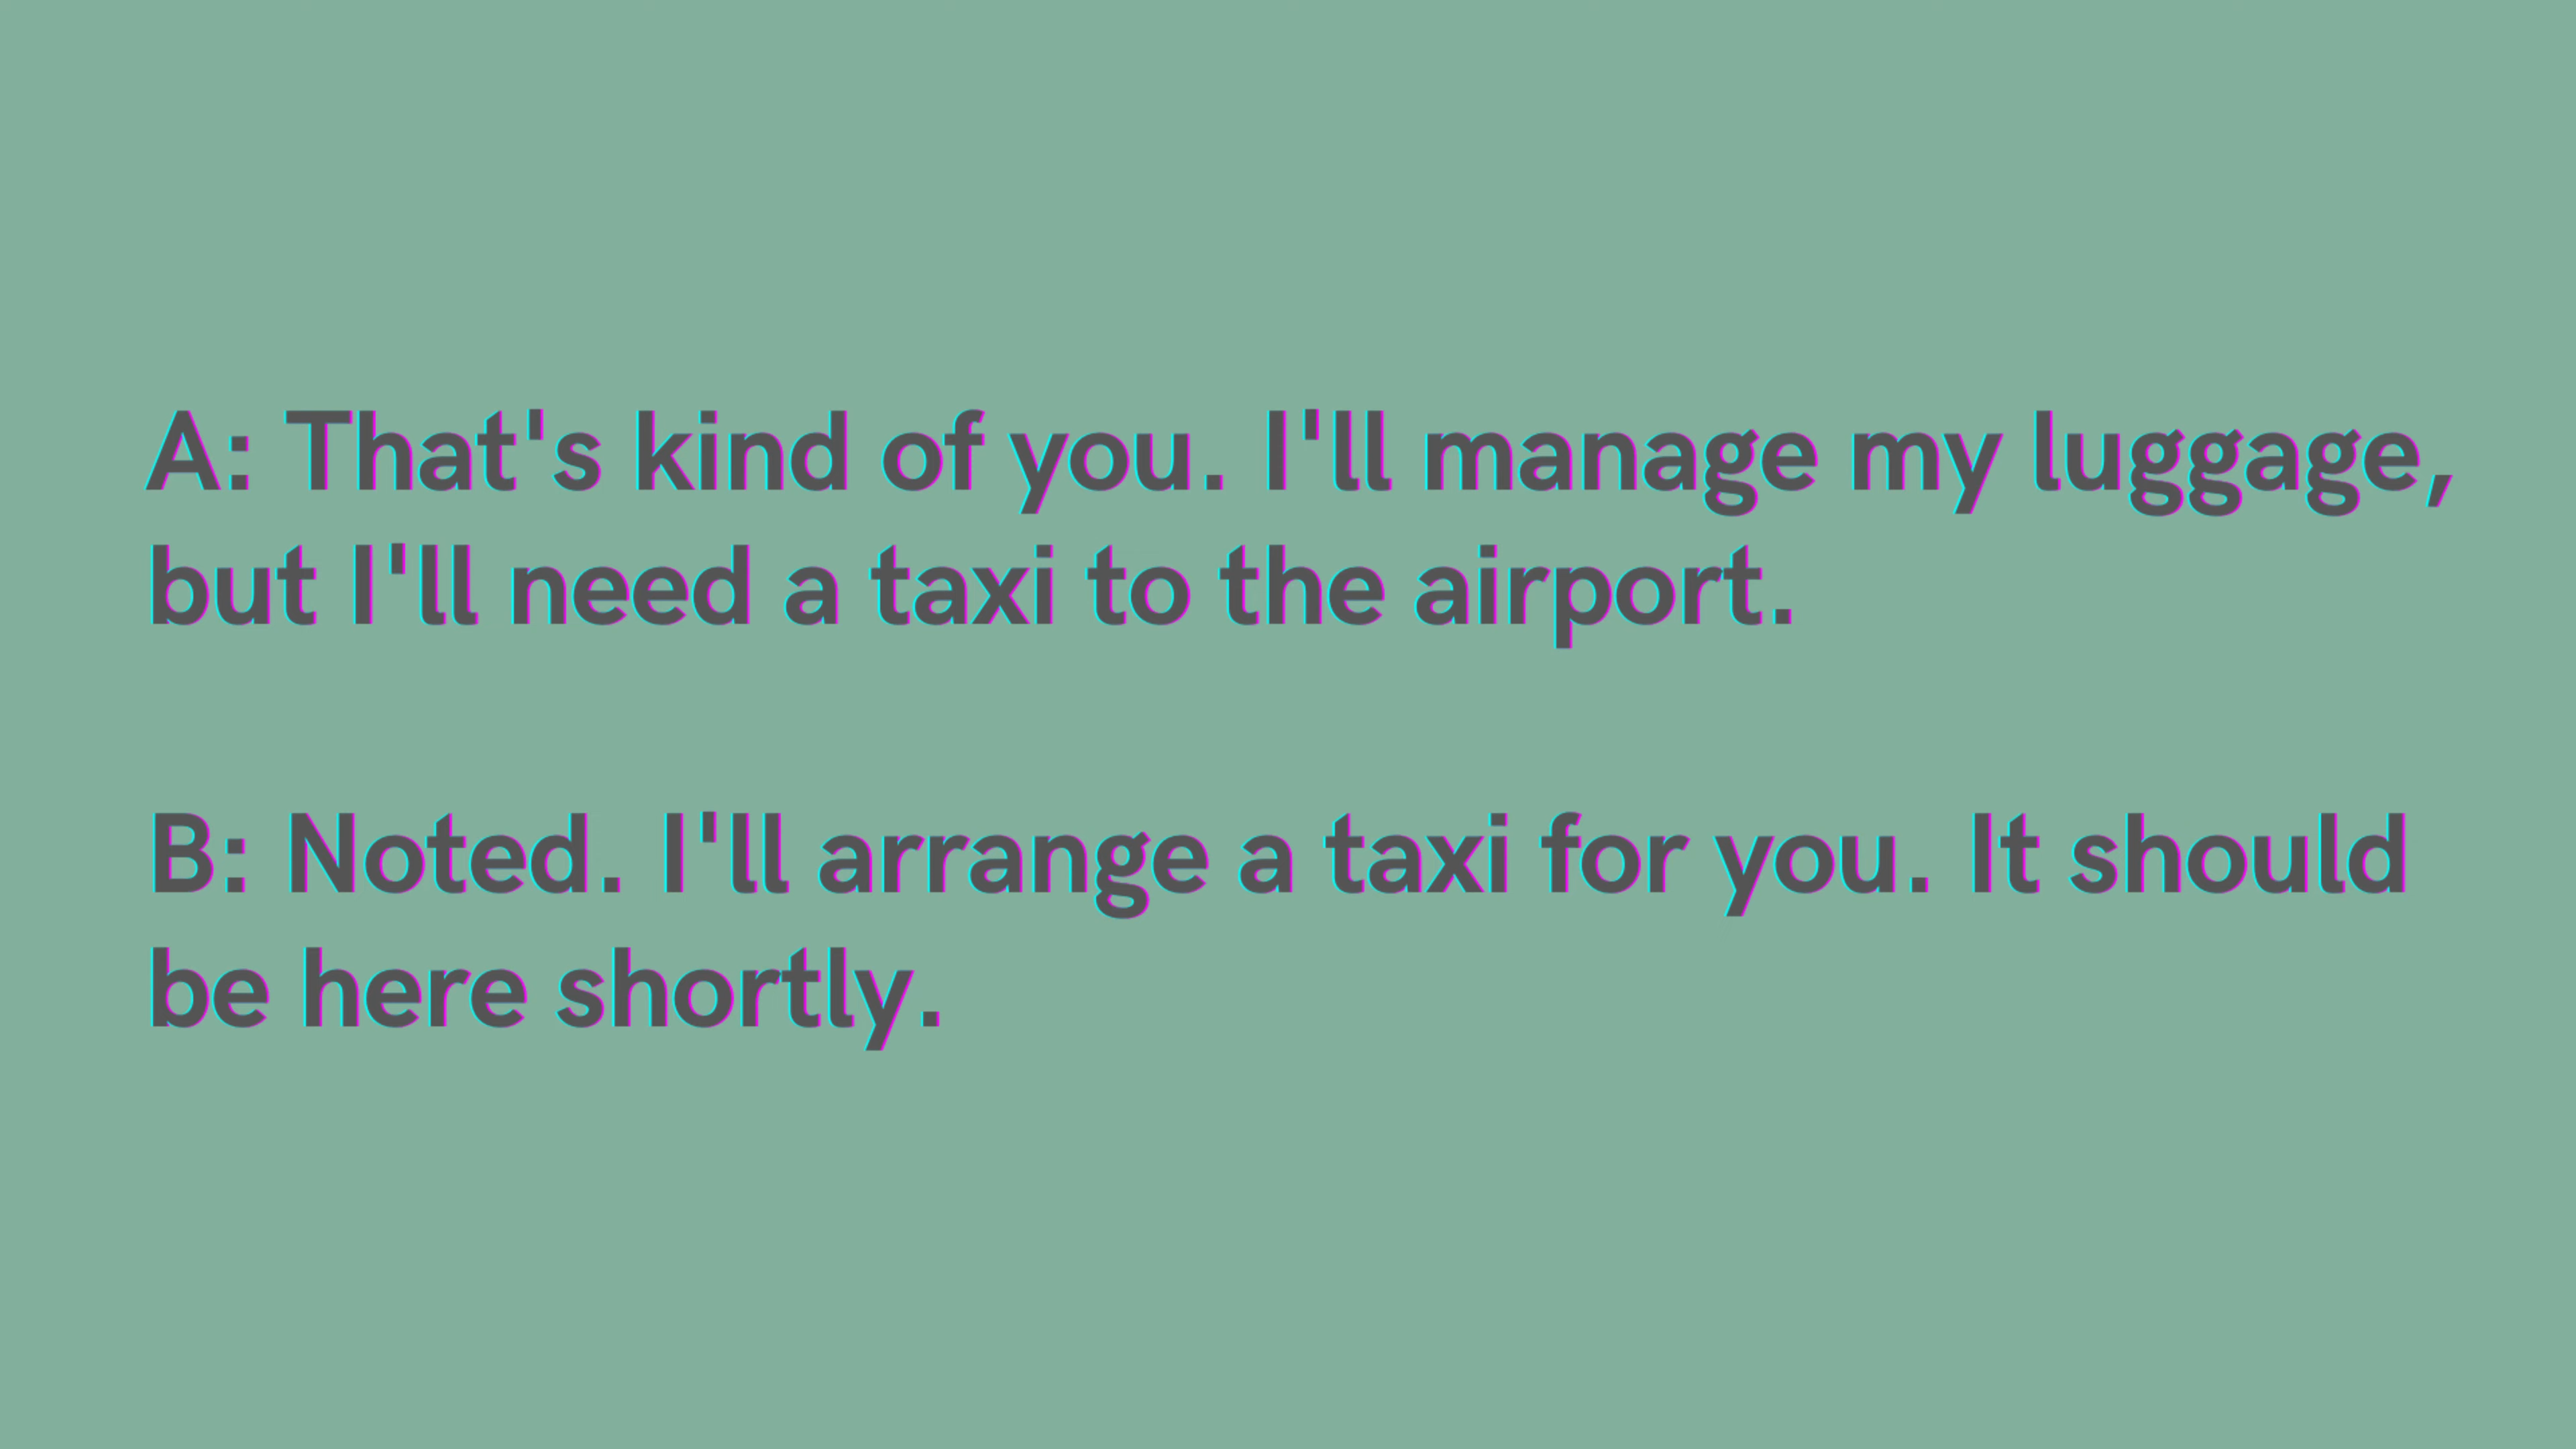 A: That's kind of you. I'll manage my luggage,
but I'll need a taxi to the airport.
B: Noted. I'll arrange a taxi for you. It should
be here shortly.